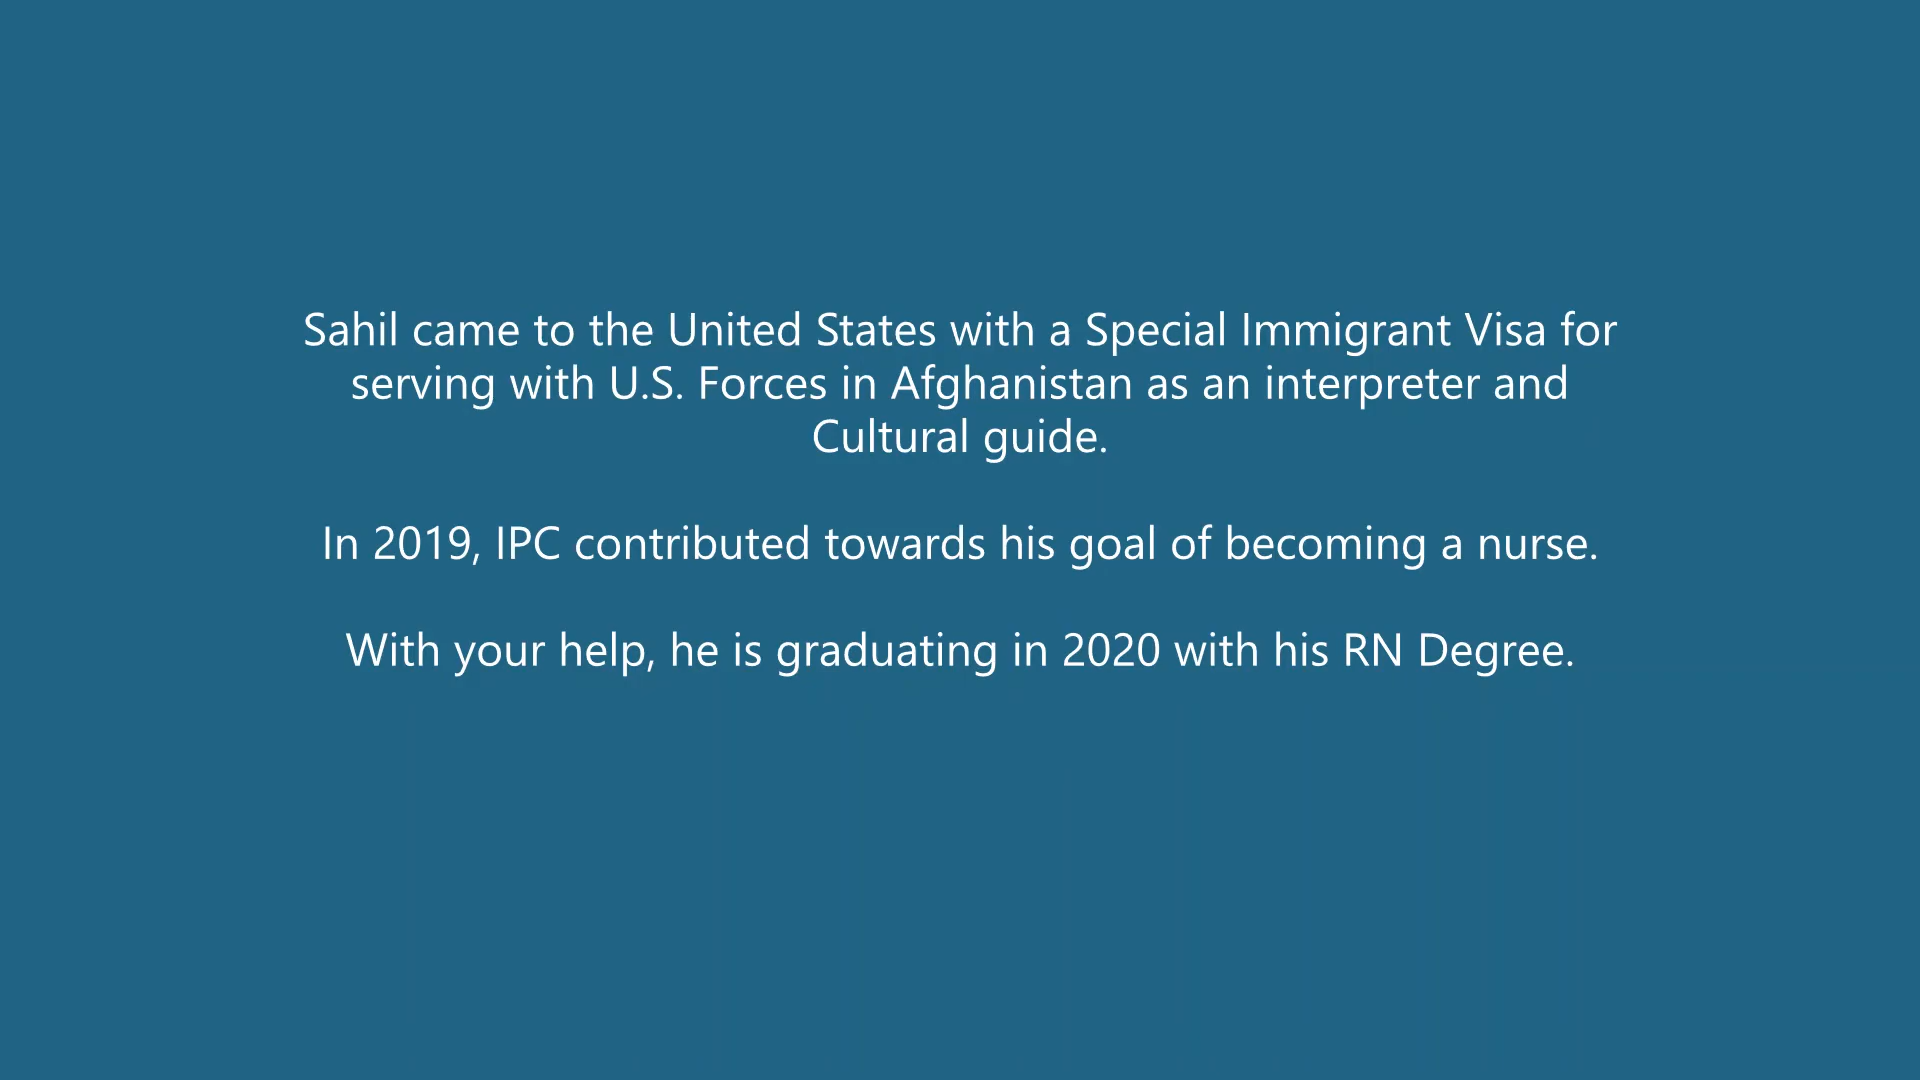 Sahil came to the United States with a Special Immigrant Visa for
serving with U.S. Forces in Afghanistan as an interpreter and
Cultural guide.
In 2019, IPC contributed towards his goal of becoming a nurse.
With your help, he is graduating in 2020 with his RN Degree.